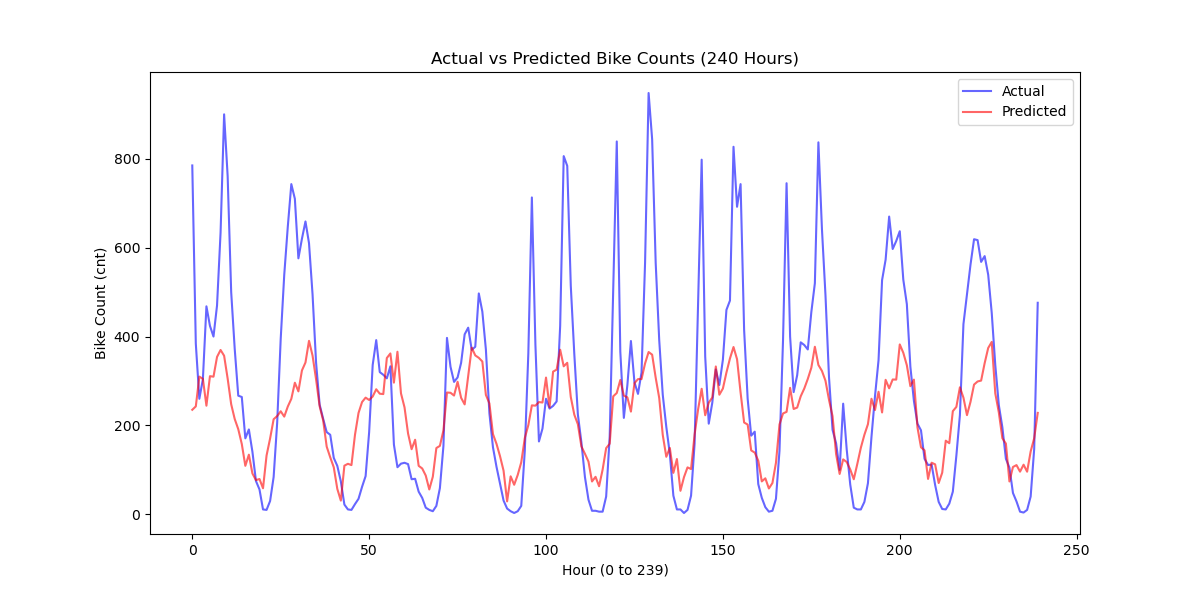 Actual vs Predicted Bike Counts (240 Hours)
Actual
Predicted
Bike Count (cnt)
800
600
400
200
0
0 50 100 150 200 250
Hour (0 to 239)